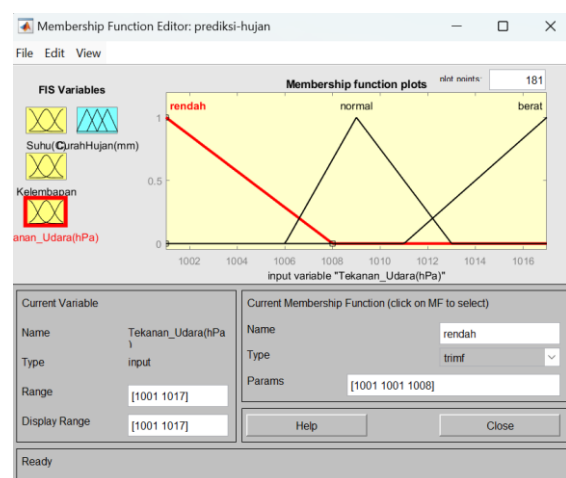 Membership Function Editor: prediksi-hujan
File Edit View
FIS Variables
Membership function plots
plot points:
181
rendah
normal
berat
Suhu(CurahHujan(mm)
Kelembapan
anan_Udara(hPa)
1
0.5
0
1002 1004 1006 1008 1010 1012 1014 1016
input variable "Tekanan_Udara(hPa)"
Current Variable
Name
Tekanan_Udara(hPa
)
Type
input
Range
[1001 1017]
Display Range
[1001 1017]
Current Membership Function (click on MF to select)
Name
rendah
Type
trimf
Params
[1001 1001 1008]
Help
Close
Ready